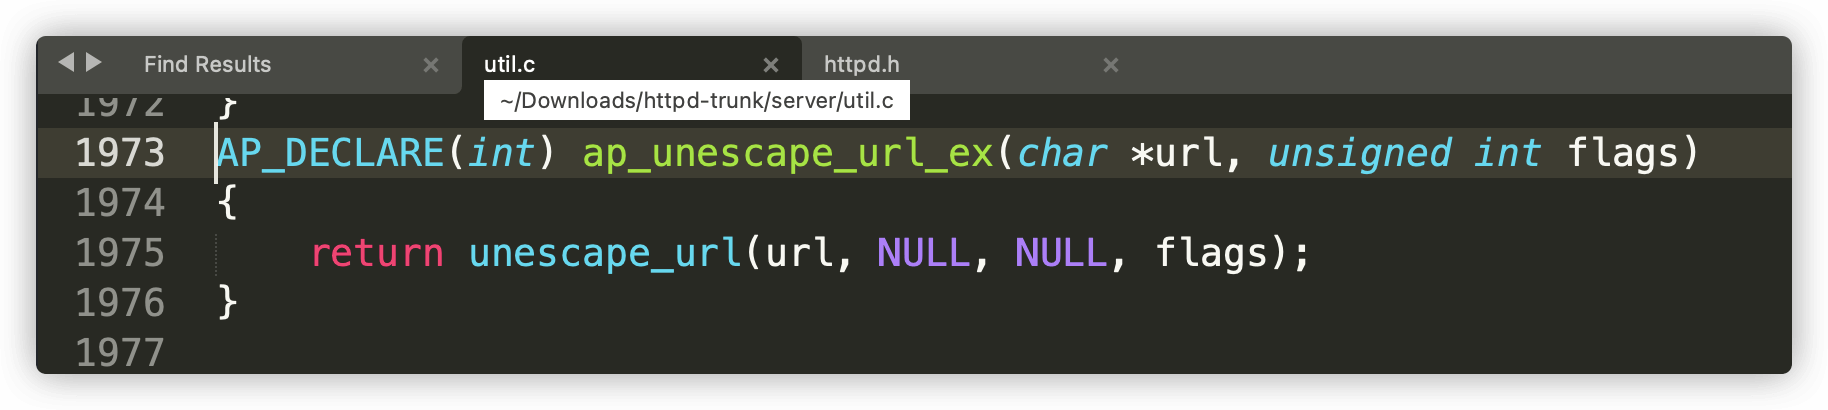 Find Results × util.c × httpd.h ×
~/Downloads/httpd-trunk/server/util.c
1972 }
1973 AP_DECLARE(int) ap_unescape_url_ex(char *url, unsigned int flags)
1974 {
1975     return unescape_url(url, NULL, NULL, flags);
1976 }
1977